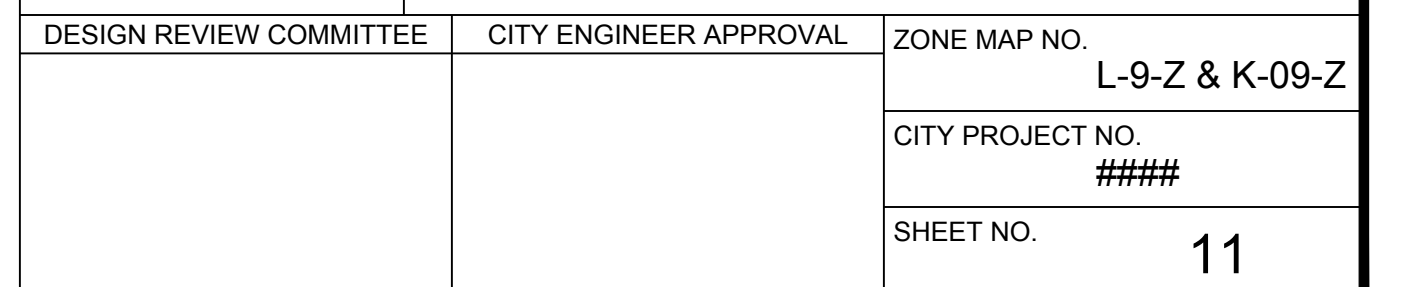 DESIGN REVIEW COMMITTEE
CITY ENGINEER APPROVAL
ZONE MAP NO.
L-9-Z & K-09-Z
CITY PROJECT NO.
####
SHEET NO.
11